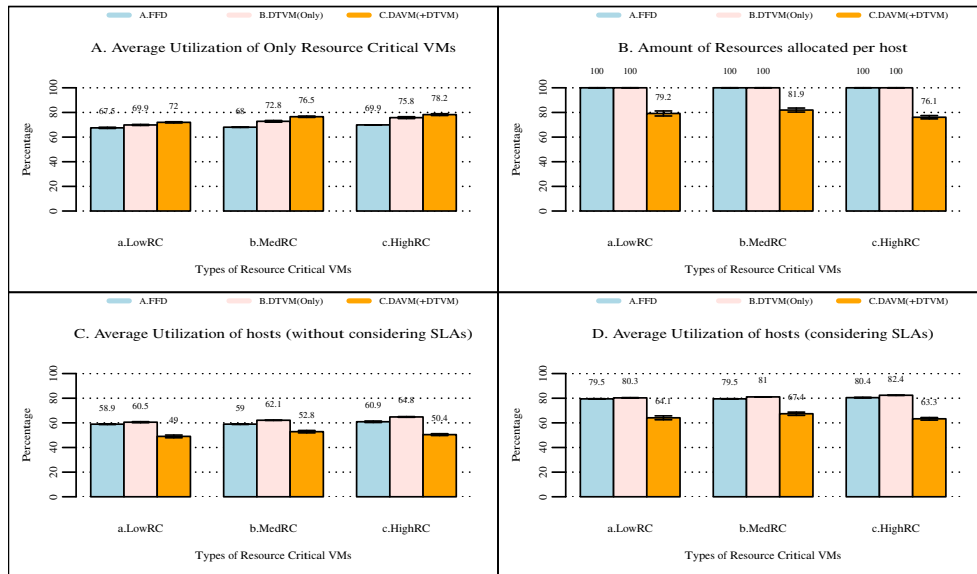 A.FFD B.DTVM(Only) C.DAVM(+DTVM)
A. Average Utilization of Only Resource Critical VMs
Percentage
0 20 40 60 80 100
67.5 69.9 72 68 72.8 76.5 69.9 75.8 78.2
a.LowRC b.MedRC c.HighRC
Types of Resource Critical VMs
A.FFD B.DTVM(Only) C.DAVM(+DTVM)
B. Amount of Resources allocated per host
Percentage
0 20 40 60 80 100
100 100 79.2 100 100 81.9 100 100 76.1
a.LowRC b.MedRC c.HighRC
Types of Resource Critical VMs
A.FFD B.DTVM(Only) C.DAVM(+DTVM)
C. Average Utilization of hosts (without considering SLAs)
Percentage
0 20 40 60 80 100
58.9 60.5 49 59 62.1 52.8 60.9 64.8 50.4
a.LowRC b.MedRC c.HighRC
Types of Resource Critical VMs
A.FFD B.DTVM(Only) C.DAVM(+DTVM)
D. Average Utilization of hosts (considering SLAs)
Percentage
0 20 40 60 80 100
79.5 80.3 64.1 79.5 81 67.4 80.4 82.4 63.3
a.LowRC b.MedRC c.HighRC
Types of Resource Critical VMs